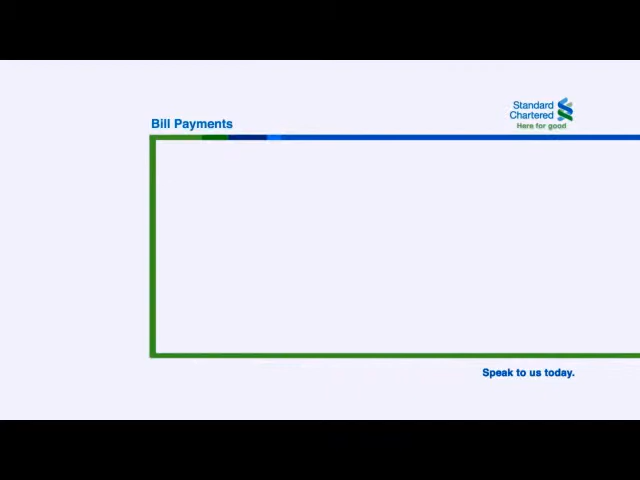 Standard
Chartered
Here for good
Bill Payments
Speak to us today.